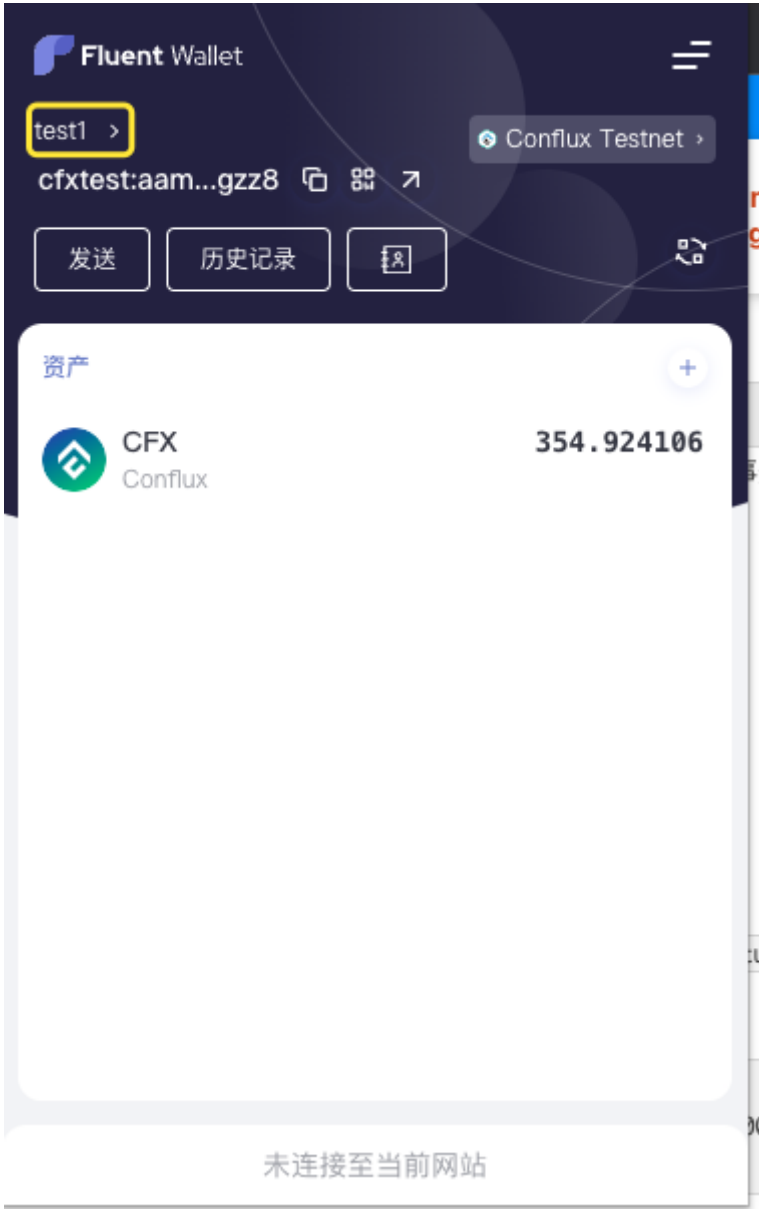 Fluent Wallet
test1 >
Conflux Testnet >
cfxtest:aam...gzz8
发送
历史记录
资产
+
CFX
354.924106
Conflux
未连接至当前网站